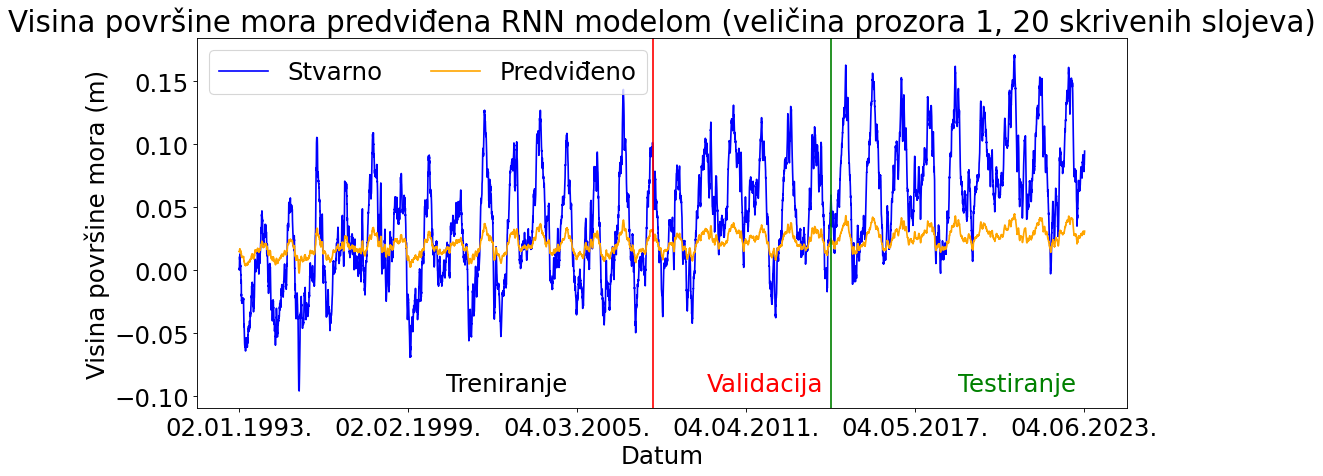 Visina površine mora predviđena RNN modelom (veličina prozora 1, 20 skrivenih slojeva)
Stvarno
Predviđeno
Visina površine mora (m)
0.15
0.10
0.05
0.00
−0.05
−0.10
Treniranje
Validacija
Testiranje
02.01.1993.
02.02.1999.
04.03.2005.
04.04.2011.
04.05.2017.
04.06.2023.
Datum